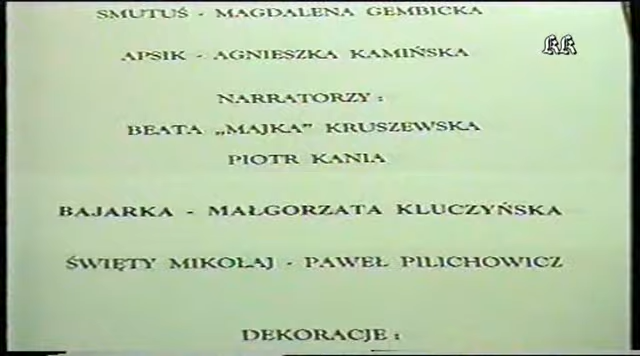 SMUTUŚ - MAGDALENA GEMBICKA
KK
APSIK - AGNIESZKA KAMIŃSKA
NARRATORZY :
BEATA „MAJKA” KRUSZEWSKA
PIOTR KANIA
BAJARKA - MAŁGORZATA KLUCZYŃSKA
ŚWIĘTY MIKOŁAJ - PAWEŁ PILICHOWICZ
DEKORACJE :